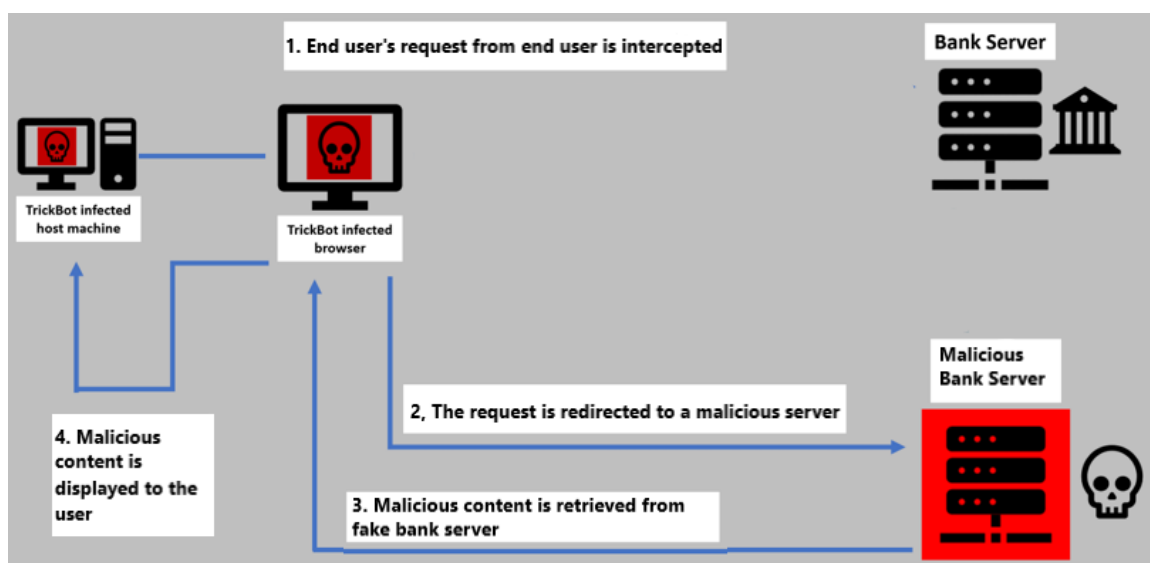 1. End user's request from end user is intercepted
Bank Server
TrickBot infected
host machine
TrickBot infected
browser
Malicious
Bank Server
2, The request is redirected to a malicious server
4. Malicious
content is
displayed to the
user
3. Malicious content is retrieved from
fake bank server